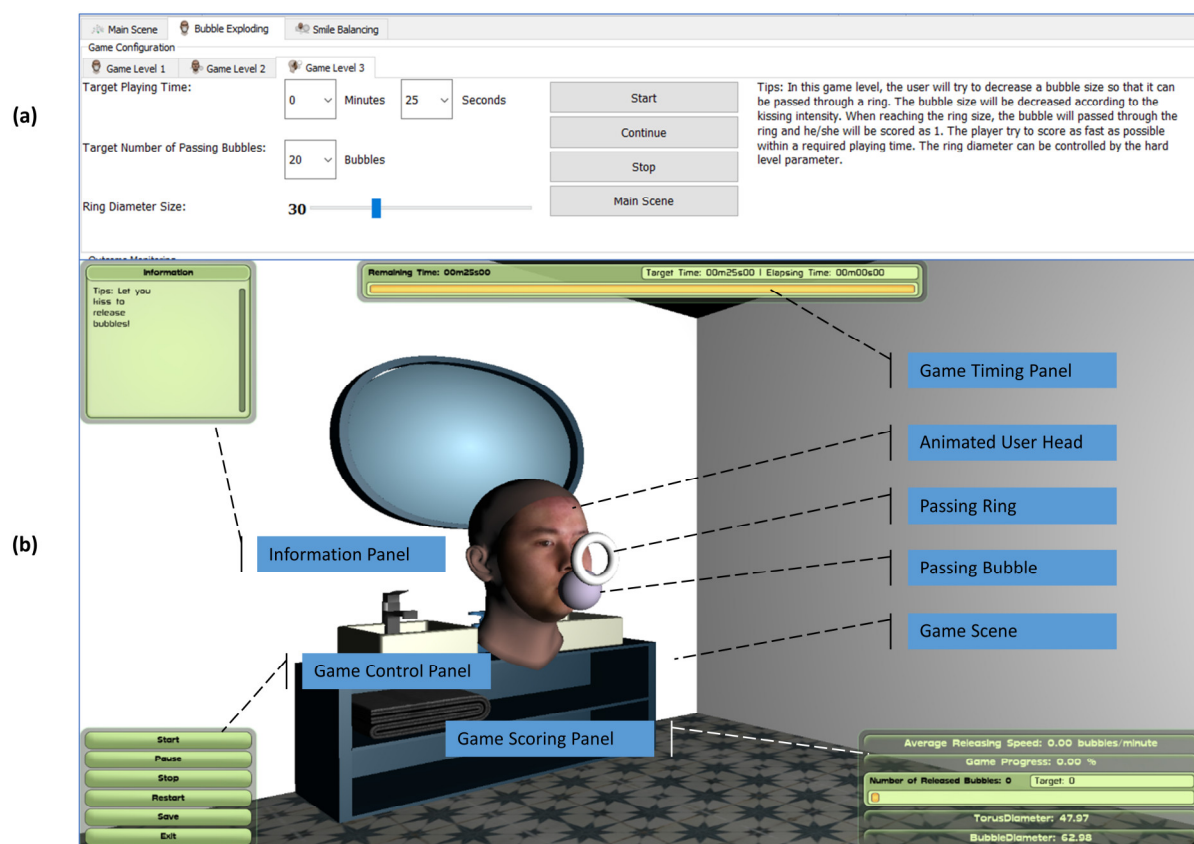 Main Scene
Bubble Exploding
Smile Balancing
Game Configuration
Game Level 1
Game Level 2
Game Level 3
(a)
Target Playing Time:
0
Minutes
25
Seconds
Target Number of Passing Bubbles:
20
Bubbles
Ring Diameter Size:
30
Start
Continue
Stop
Main Scene
Tips: In this game level, the user will try to decrease a bubble size so that it can
be passed through a ring. The bubble size will be decreased according to the
kissing intensity. When reaching the ring size, the bubble will passed through the
ring and he/she will be scored as 1. The player try to score as fast as possible
within a required playing time. The ring diameter can be controlled by the hard
level parameter.
Outcome Monitoring
(b)
Information
Tips: Let you
kiss to
release
bubbles!
Remaining Time: 00m25s00
Target Time: 00m25s00 | Elapsing Time: 00m00s00
Game Timing Panel
Animated User Head
Passing Ring
Information Panel
Passing Bubble
Game Scene
Game Control Panel
Game Scoring Panel
Start
Pause
Stop
Restart
Save
Exit
Average Releasing Speed: 0.00 bubbles/minute
Game Progress: 0.00 %
Number of Released Bubbles: 0
Target: 0
TorusDiameter: 47.97
BubbleDiameter: 62.98